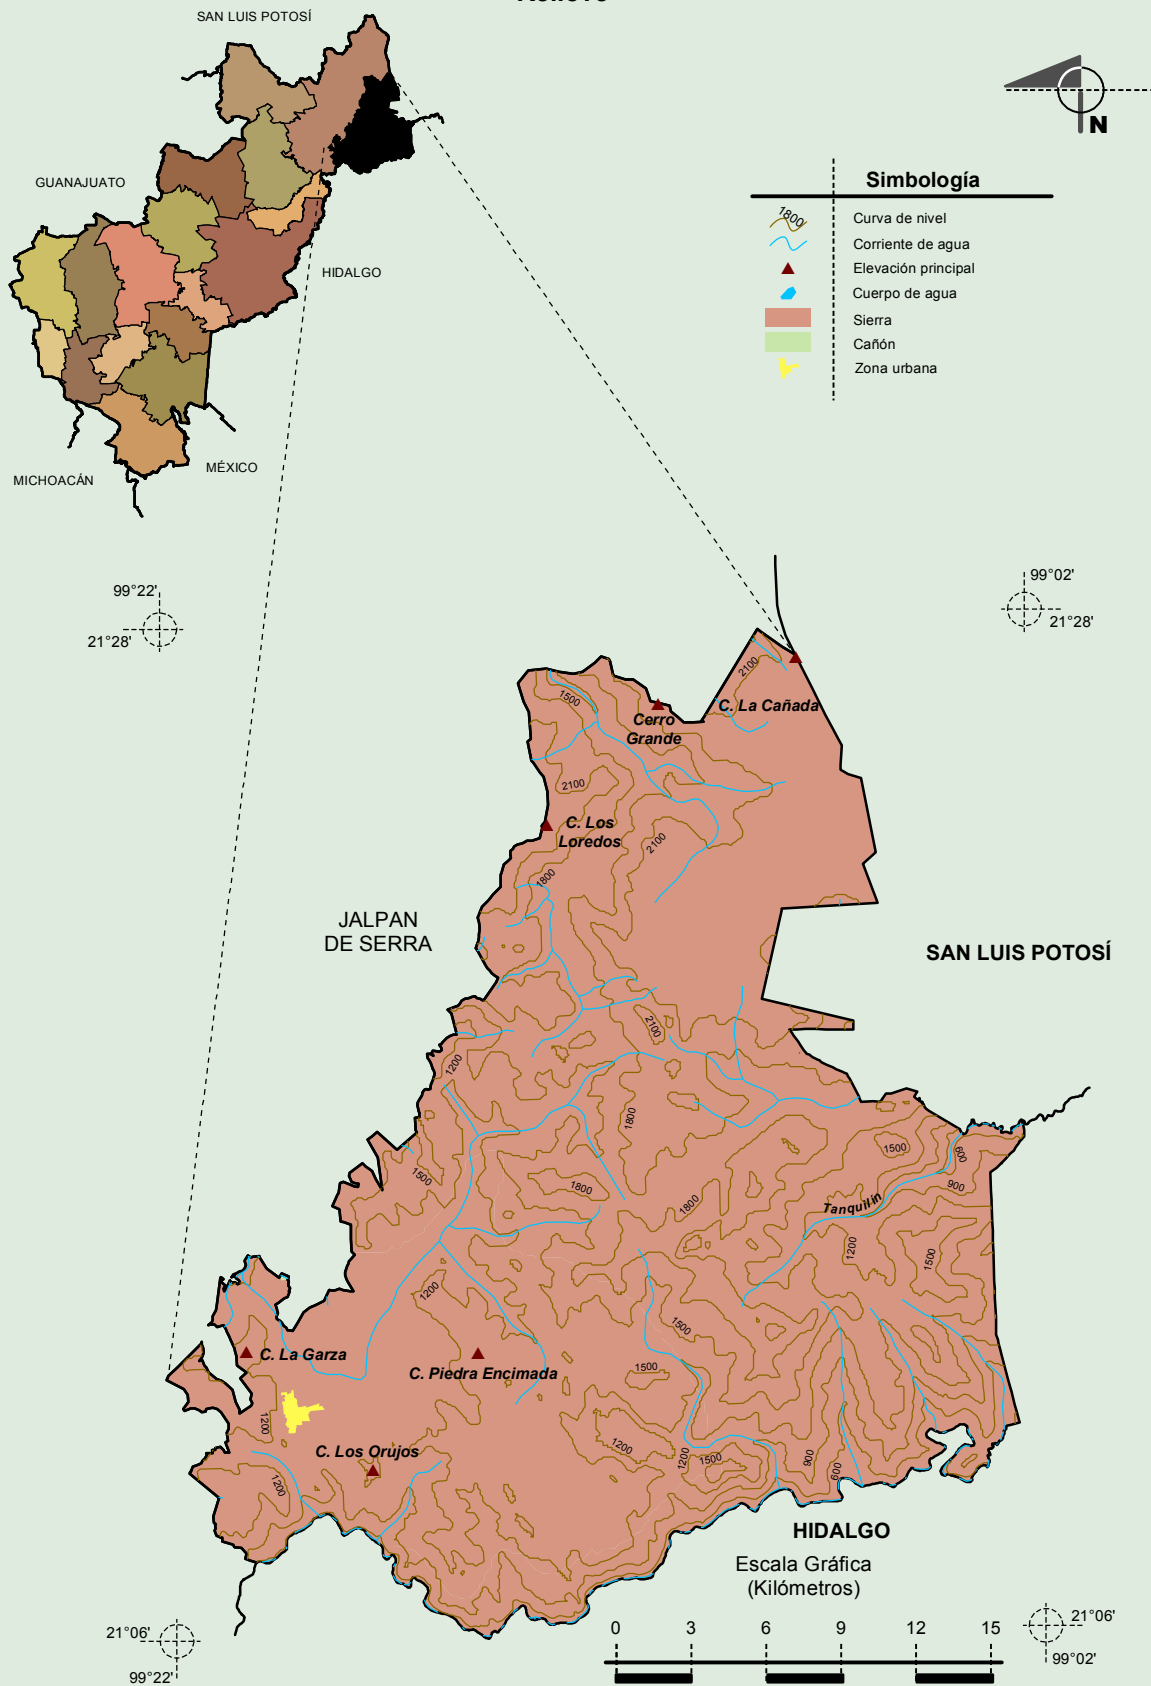 Relieve
SAN LUIS POTOSÍ
GUANAJUATO
HIDALGO
MICHOACÁN
MÉXICO
N
Simbología
1800
Curva de nivel
Corriente de agua
Elevación principal
Cuerpo de agua
Sierra
Cañón
Zona urbana
99°22'
21°28'
99°02'
21°28'
2100
C. La Cañada
1500
Cerro
Grande
2100
C. Los
Loredos
2100
1800
JALPAN
DE SERRA
SAN LUIS POTOSÍ
2100
1200
1800
1500
600
900
1500
1800
1800
Tanquilín
1200
1500
1200
1500
C. La Garza
C. Piedra Encimada
1500
1200
C. Los Orujos
1200
1200
1200
1500
900
600
HIDALGO
Escala Gráfica
(Kilómetros)
0 3 6 9 12 15
21°06'
99°22'
21°06'
99°02'